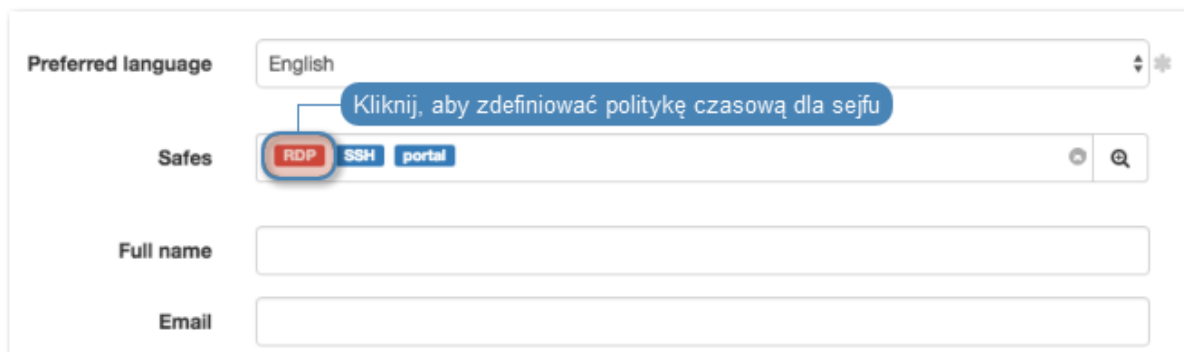 Preferred language English
Kliknij, aby zdefiniować politykę czasową dla sejfu
Safes RDP SSH portal
Full name
Email